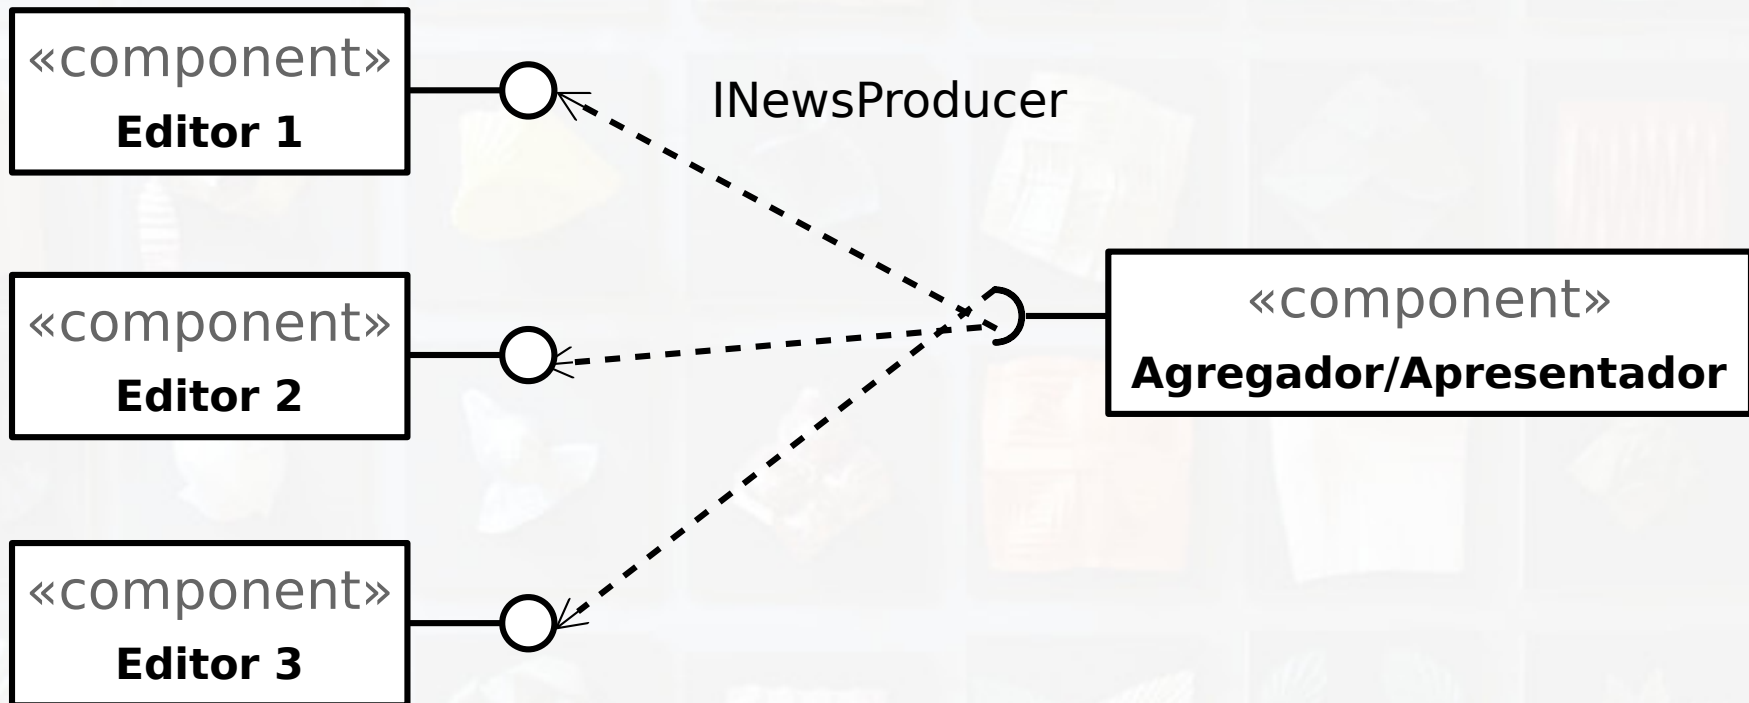 «component»
Editor 1
INewsProducer
«component»
Editor 2
«component»
Agregador/Apresentador
«component»
Editor 3